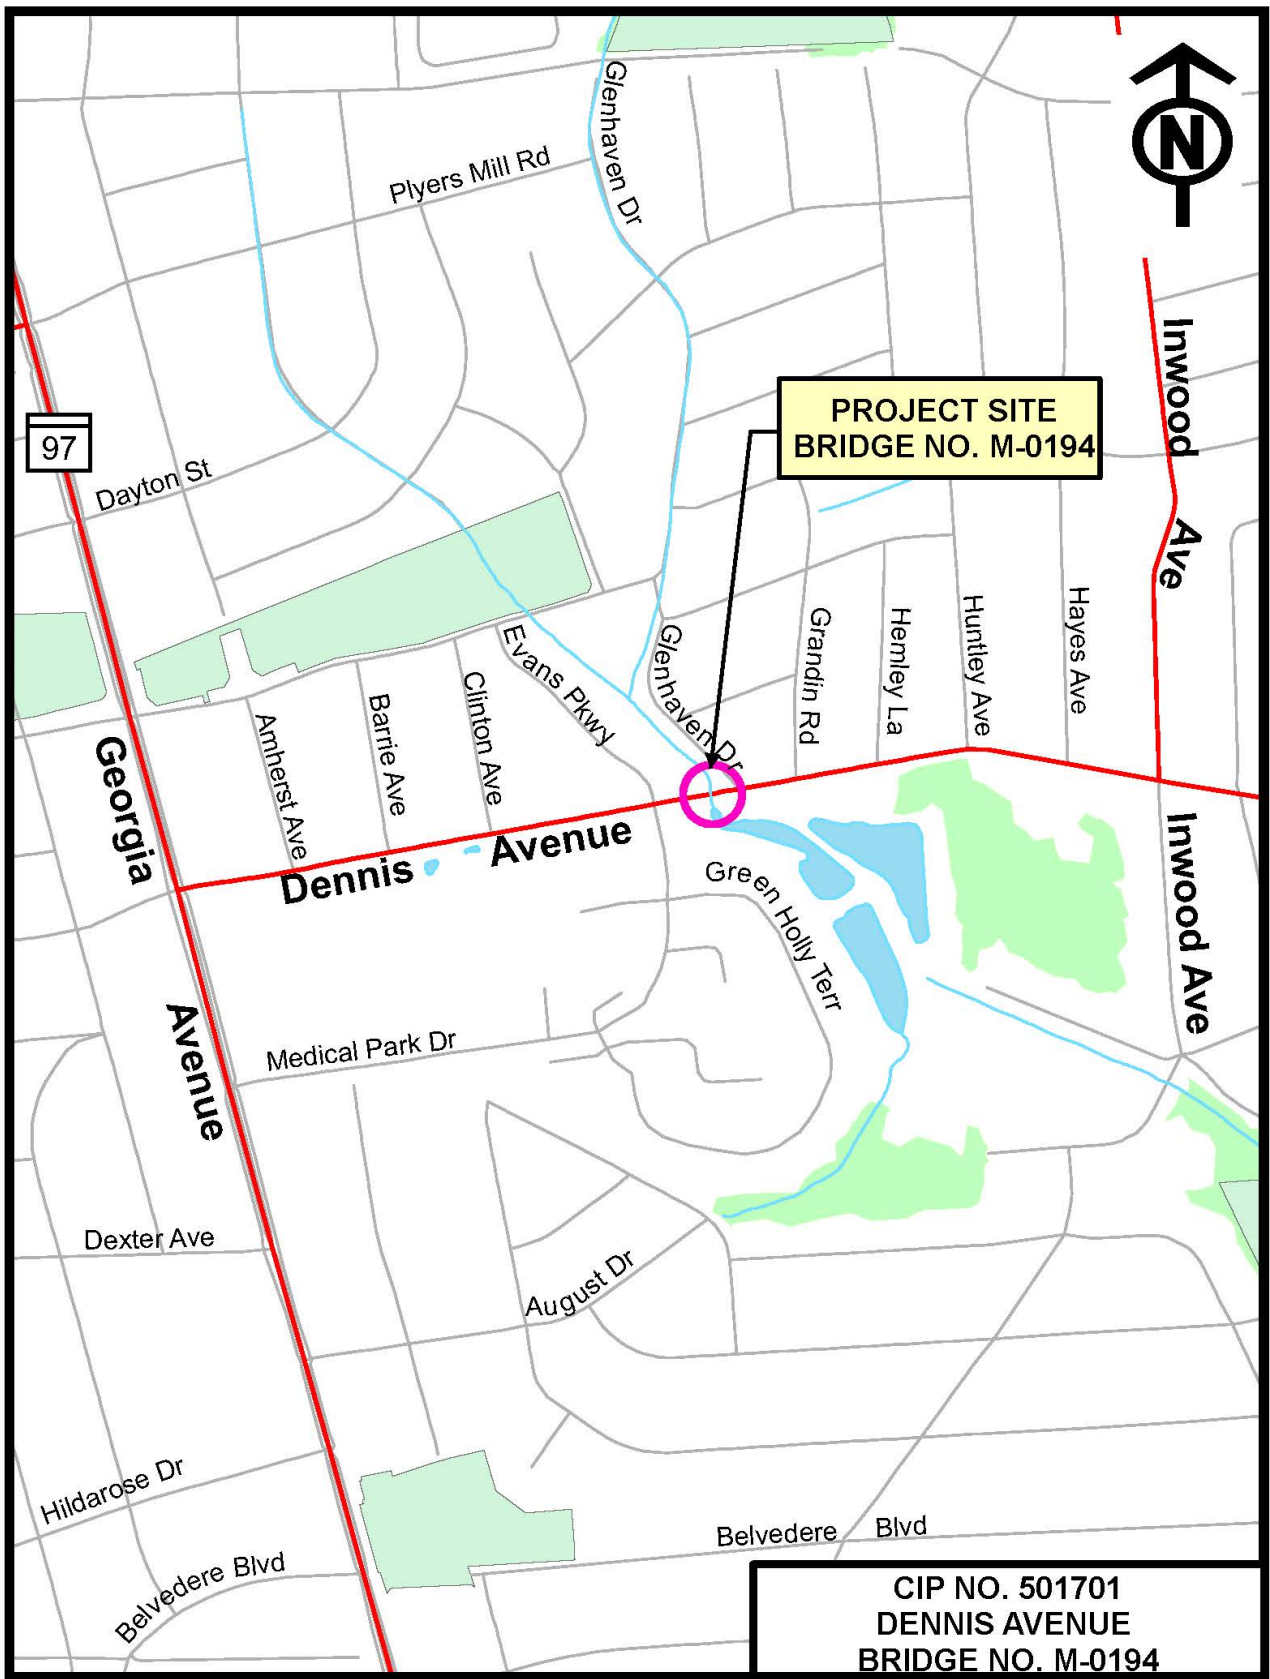 Glenhaven Dr
N
Plyers Mill Rd
Inwood
Ave
PROJECT SITE
BRIDGE NO. M-0194
97
Dayton St
Evans Pkwy
Glenhaven Dr
Grandin Rd
Hemley La
Huntley Ave
Hayes Ave
Amherst Ave
Barrie Ave
Clinton Ave
Georgia
Avenue
Dennis Avenue
Green Holly Terr
Inwood Ave
Medical Park Dr
Dexter Ave
August Dr
Hildarose Dr
Belvedere Blvd
Belvedere Blvd
CIP NO. 501701
DENNIS AVENUE
BRIDGE NO. M-0194